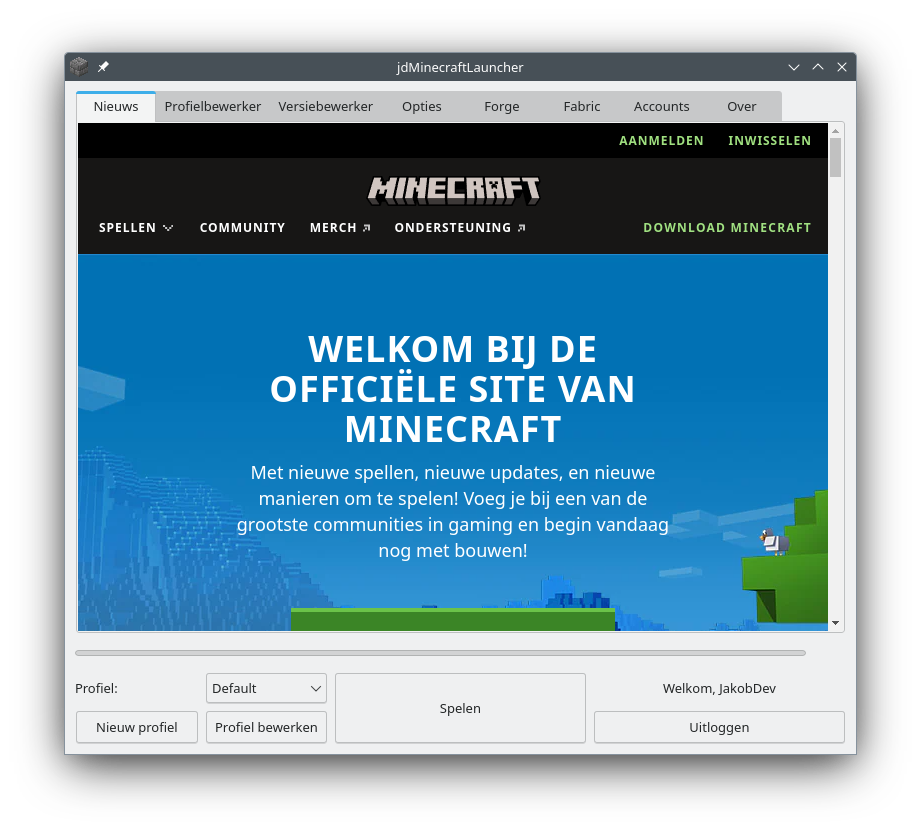 jdMinecraftLauncher
Nieuws Profielbewerker Versiebewerker Opties Forge Fabric Accounts Over
AANMELDEN INWISSELEN
MINECRAFT
SPELLEN COMMUNITY MERCH ONDERSTEUNING DOWNLOAD MINECRAFT
WELKOM BIJ DE
OFFICIËLE SITE VAN
MINECRAFT
Met nieuwe spellen, nieuwe updates, en nieuwe
manieren om te spelen! Voeg je bij een van de
grootste communities in gaming en begin vandaag
nog met bouwen!
Profiel: Default
Spelen
Welkom, JakobDev
Nieuw profiel Profiel bewerken
Uitloggen